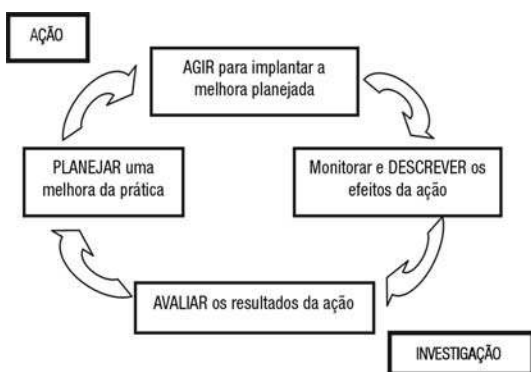 AÇÃO
AGIR para implantar a
melhora planejada
PLANEJAR uma
melhora da prática
Monitorar e DESCREVER os
efeitos da ação
AVALIAR os resultados da ação
INVESTIGAÇÃO